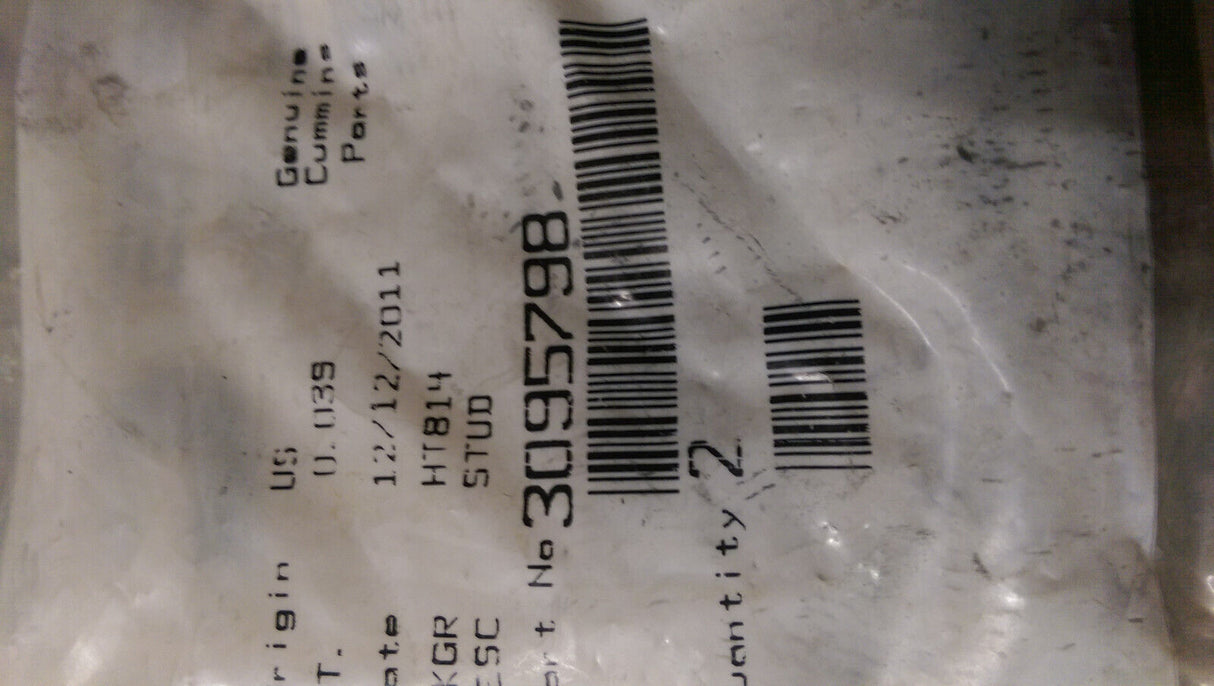 Genuine
Cummins
Parts
rigin US
T. 0.039
ate 12/12/2011
KGR HT814
ESC STUD
art No 3095798
uantity 2